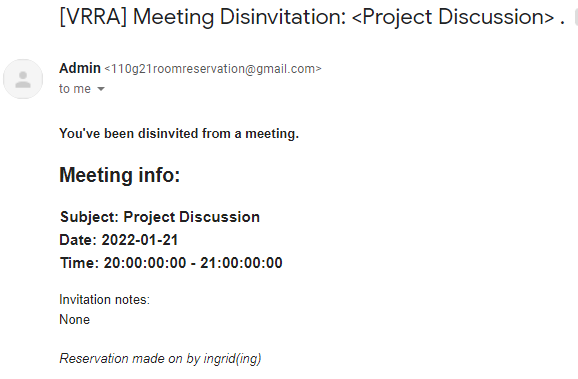 [VRRA] Meeting Disinvitation: <Project Discussion> .
Admin <110g21roomreservation@gmail.com>
to me
You've been disinvited from a meeting.
Meeting info:
Subject: Project Discussion
Date: 2022-01-21
Time: 20:00:00:00 - 21:00:00:00
Invitation notes:
None
Reservation made on by ingrid(ing)